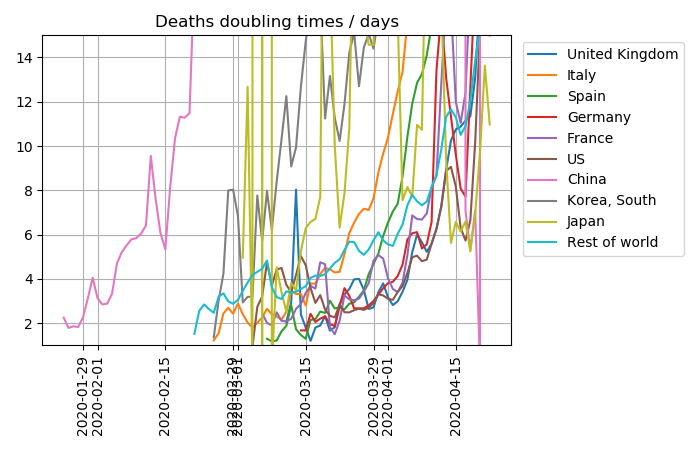 Deaths doubling times / days
14
12
10
8
6
4
2
2020-01-29
2020-02-01
2020-02-15
2020-02-29
2020-03-01
2020-03-15
2020-03-29
2020-04-01
2020-04-15
United Kingdom
Italy
Spain
Germany
France
US
China
Korea, South
Japan
Rest of world